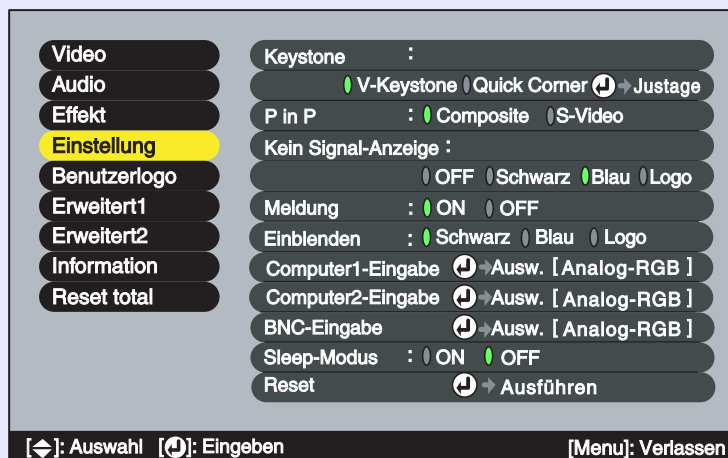 Video
Audio
Effekt
Einstellung
Benutzerlogo
Erweitert1
Erweitert2
Information
Reset total
Keystone :
V-Keystone Quick Corner Justage
P in P : Composite S-Video
Kein Signal-Anzeige :
OFF Schwarz Blau Logo
Meldung : ON OFF
Einblenden : Schwarz Blau Logo
Computer1-Eingabe Ausw. [ Analog-RGB ]
Computer2-Eingabe Ausw. [ Analog-RGB ]
BNC-Eingabe Ausw. [ Analog-RGB ]
Sleep-Modus : ON OFF
Reset Ausführen
[ ]: Auswahl [ ]: Eingeben [Menu]: Verlassen